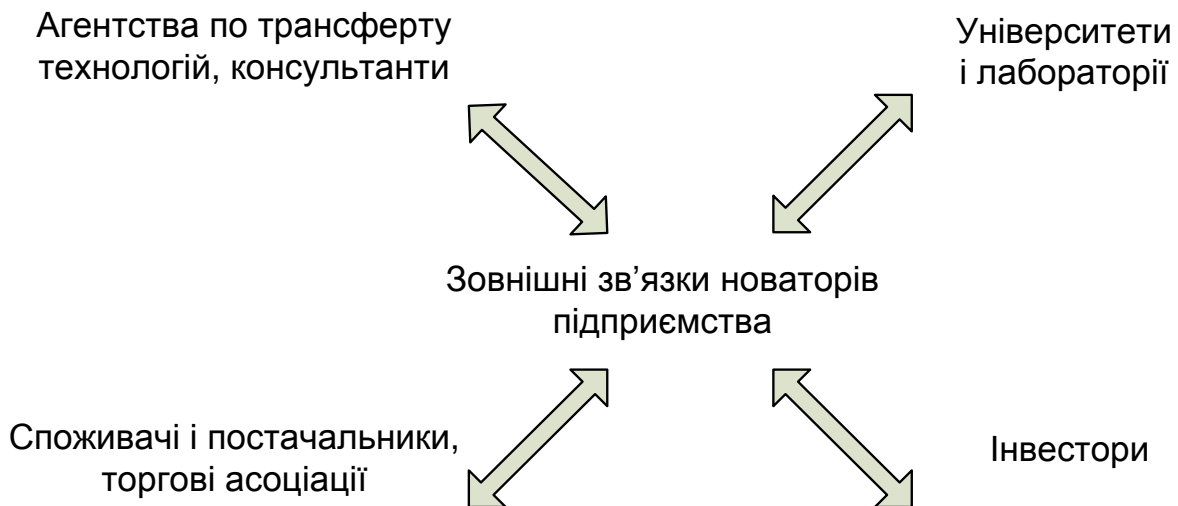 Агентства по трансферту
технологій, консультанти
Університети
і лабораторії
Зовнішні зв’язки новаторів
підприємства
Споживачі і постачальники,
торгові асоціації
Інвестори